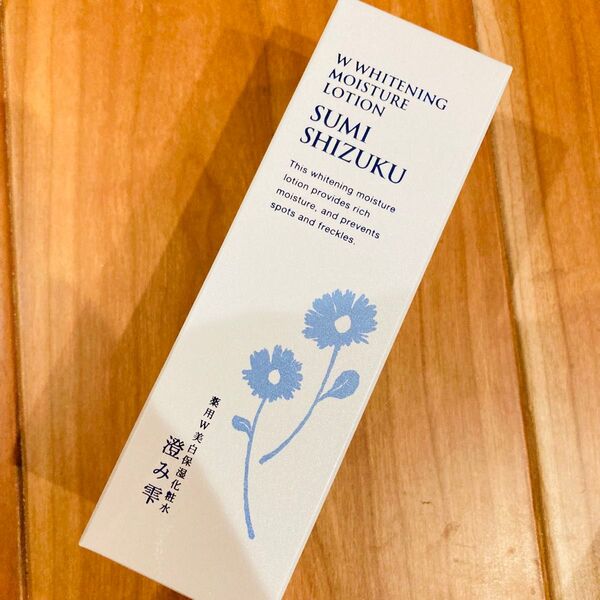 W WHITENING
MOISTURE
LOTION
SUMI
SHIZUKU
This whitening moisture
lotion provides rich
moisture, and prevents
spots and freckles.
薬用W美白保湿化粧水
澄み雫